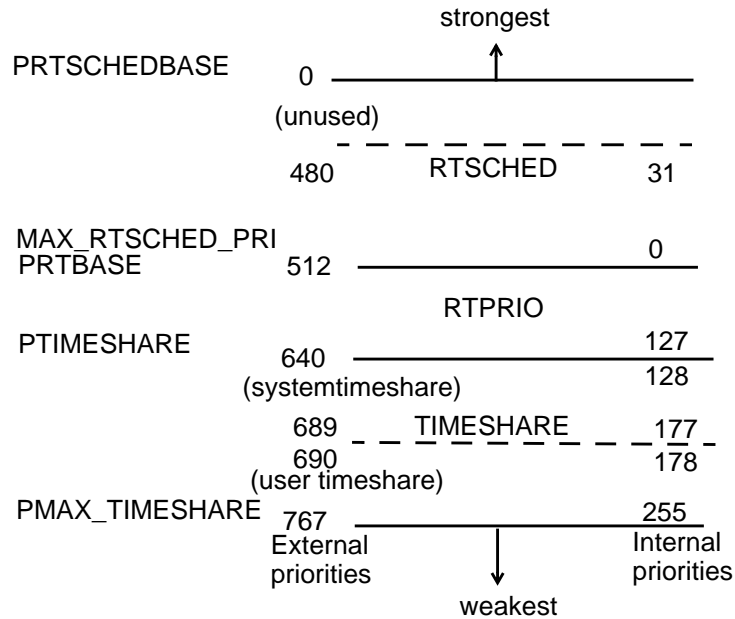 strongest
PRTSCHEDBASE 0
(unused)
480 RTSCHED 31
MAX_RTSCHED_PRI 0
PRTBASE 512
RTPRIO
PTIMESHARE 127
640 128
(systemtimeshare)
689 TIMESHARE 177
690 178
(user timeshare)
PMAX_TIMESHARE 767 255
External Internal
priorities priorities
weakest